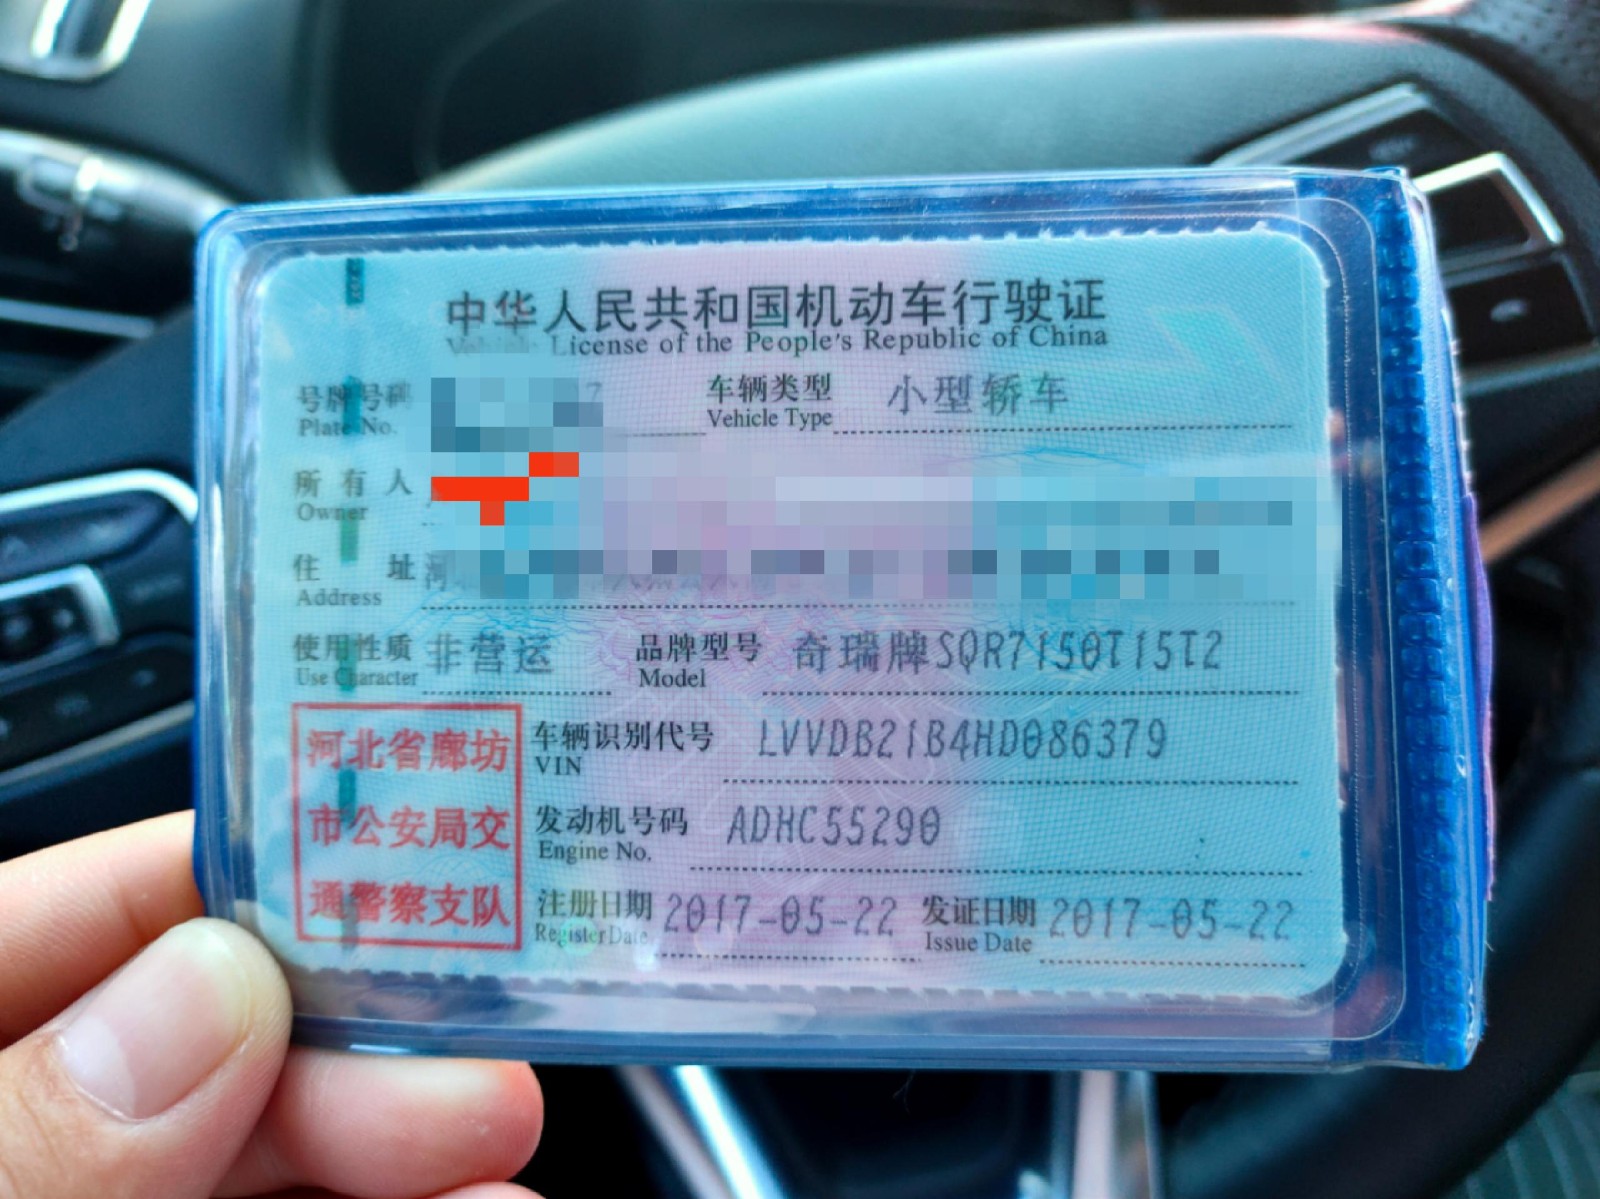 中华人民共和国机动车行驶证
Vehicle License of the People's Republic of China
号牌号码 7 车辆类型 小型轿车
Plate No. Vehicle Type
所有人
Owner
住址 河
Address
使用性质 非营运 品牌型号 奇瑞牌SQR7150T15T2
Use Character Model
河北省廊坊
市公安局交
通警察支队
车辆识别代号 LVVDB21B4HD086379
VIN
发动机号码 ADHC55290
Engine No.
注册日期 2017-05-22 发证日期 2017-05-22
Register Date Issue Date